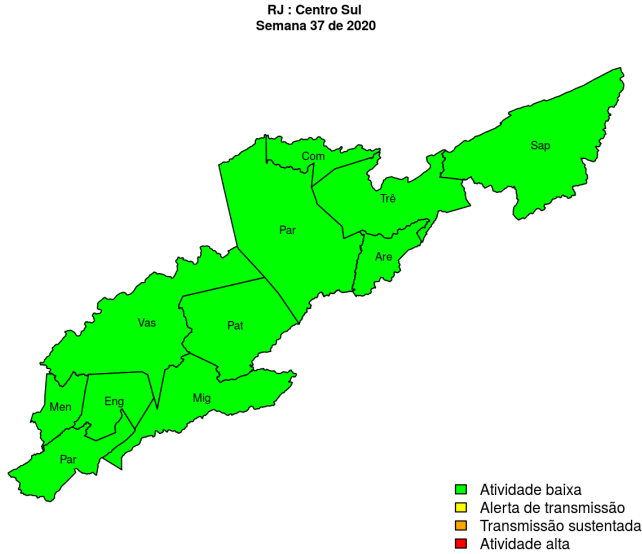 RJ : Centro Sul
Semana 37 de 2020
Sap
Com
Trê
Par
Are
Vas
Pat
Mig
Eng
Men
Par
Atividade baixa
Alerta de transmissão
Transmissão sustentada
Atividade alta